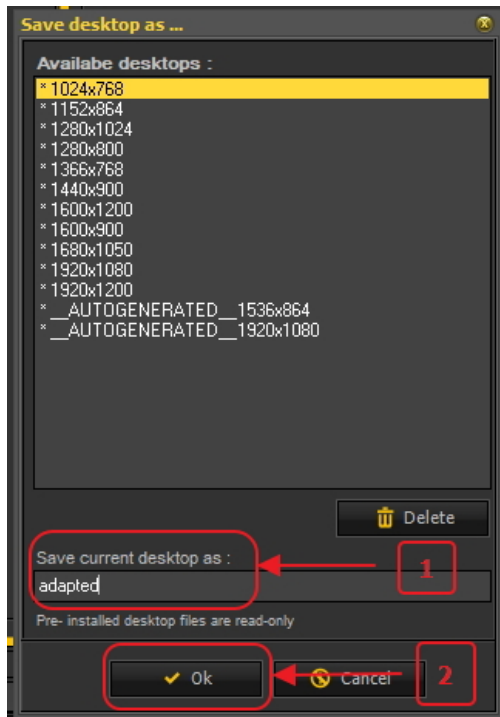 Save desktop as ...
Availabe desktops :
* 1024x768
* 1152x864
* 1280x1024
* 1280x800
* 1366x768
* 1440x900
* 1600x1200
* 1600x900
* 1680x1050
* 1920x1080
* 1920x1200
* __AUTOGENERATED__1536x864
* __AUTOGENERATED__1920x1080
Delete
Save current desktop as :
1
adapted
Pre- installed desktop files are read-only
Ok
Cancel
2